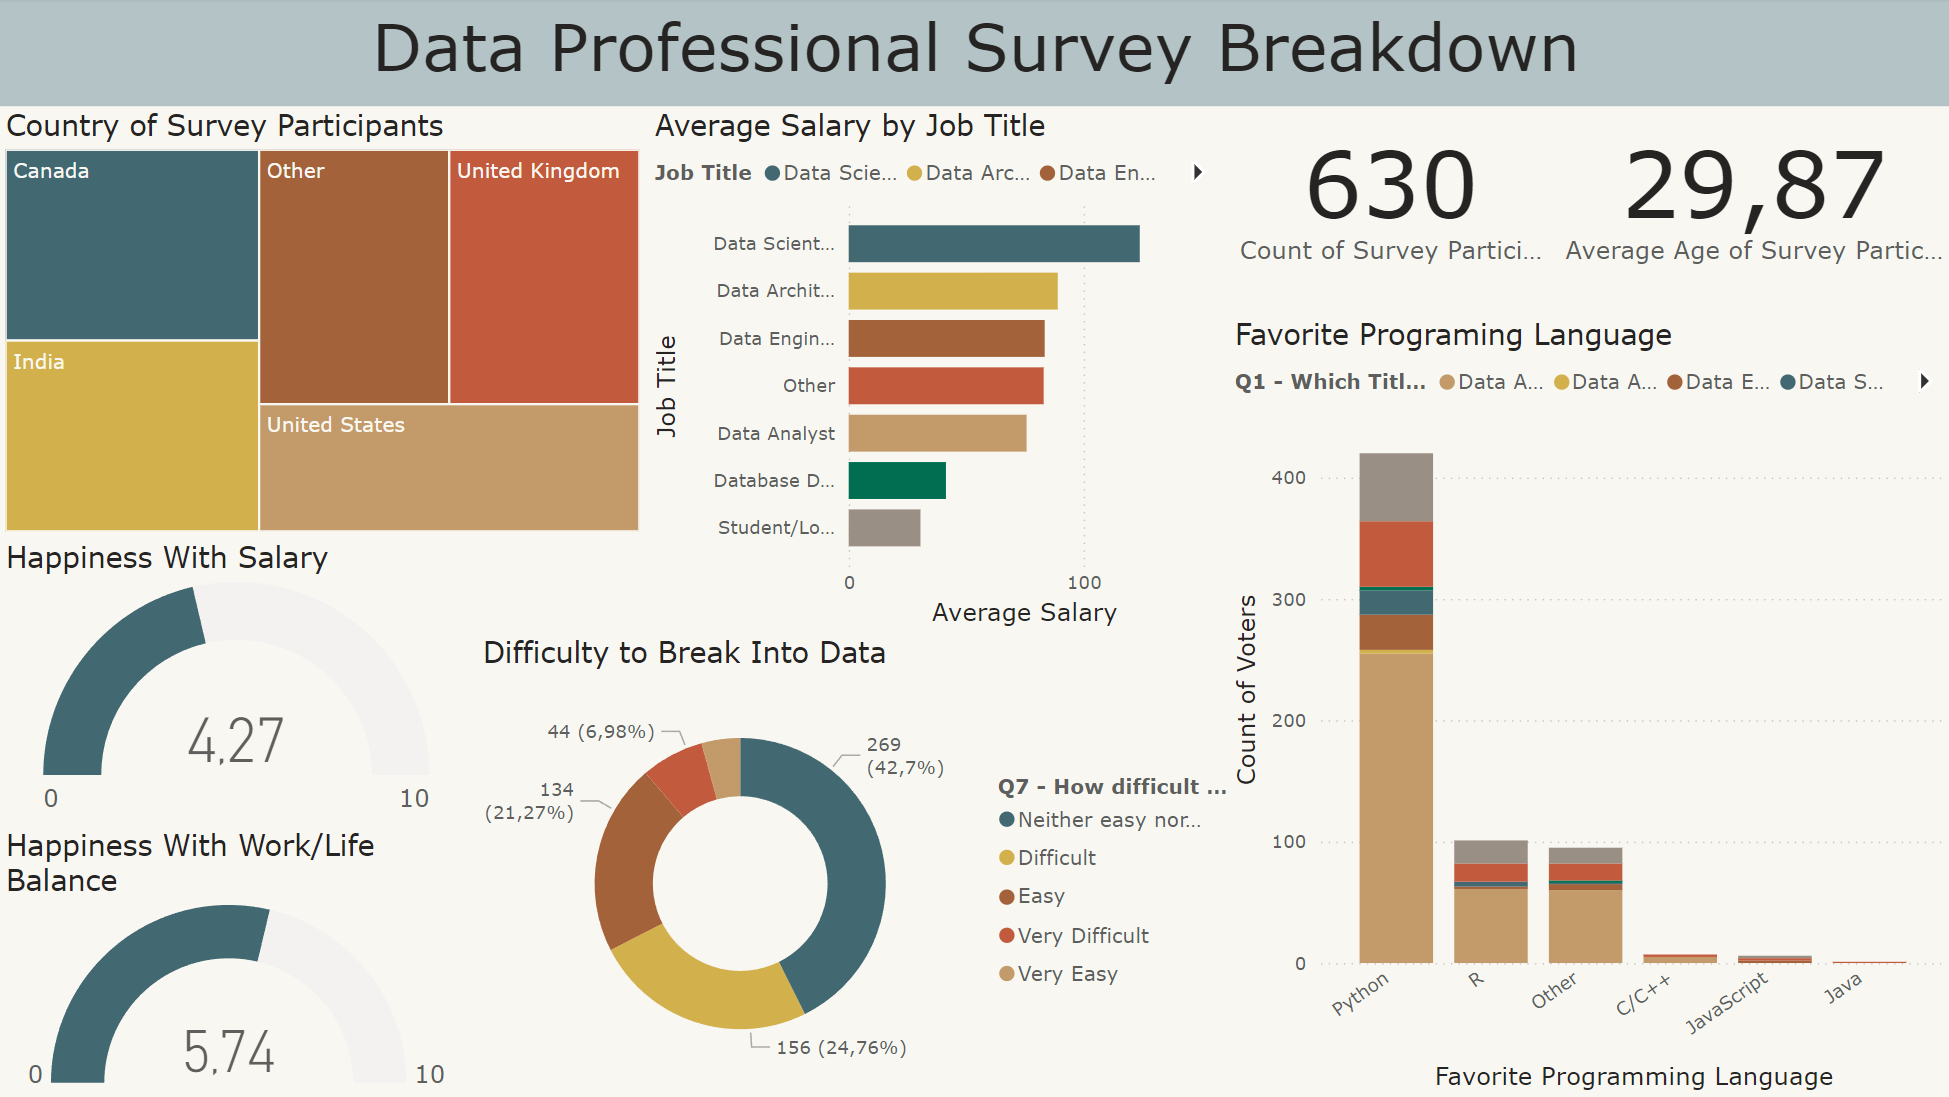 Data Professional Survey Breakdown
Country of Survey Participants
Canada
Other
United Kingdom
India
United States
Average Salary by Job Title
Job Title
Data Scie...
Data Arc...
Data En...
Job Title
Data Scient...
Data Archit...
Data Engin...
Other
Data Analyst
Database D...
Student/Lo...
0
100
Average Salary
630
Count of Survey Partici...
29,87
Average Age of Survey Partic...
Happiness With Salary
4,27
0
10
Happiness With Work/Life
Balance
5,74
0
10
Difficulty to Break Into Data
44 (6,98%)
269
(42,7%)
134
(21,27%)
156 (24,76%)
Q7 - How difficult ...
Neither easy nor...
Difficult
Easy
Very Difficult
Very Easy
Favorite Programing Language
Q1 - Which Titl...
Data A...
Data A...
Data E...
Data S...
Count of Voters
400
300
200
100
0
Python
R
Other
C/C++
JavaScript
Java
Favorite Programming Language